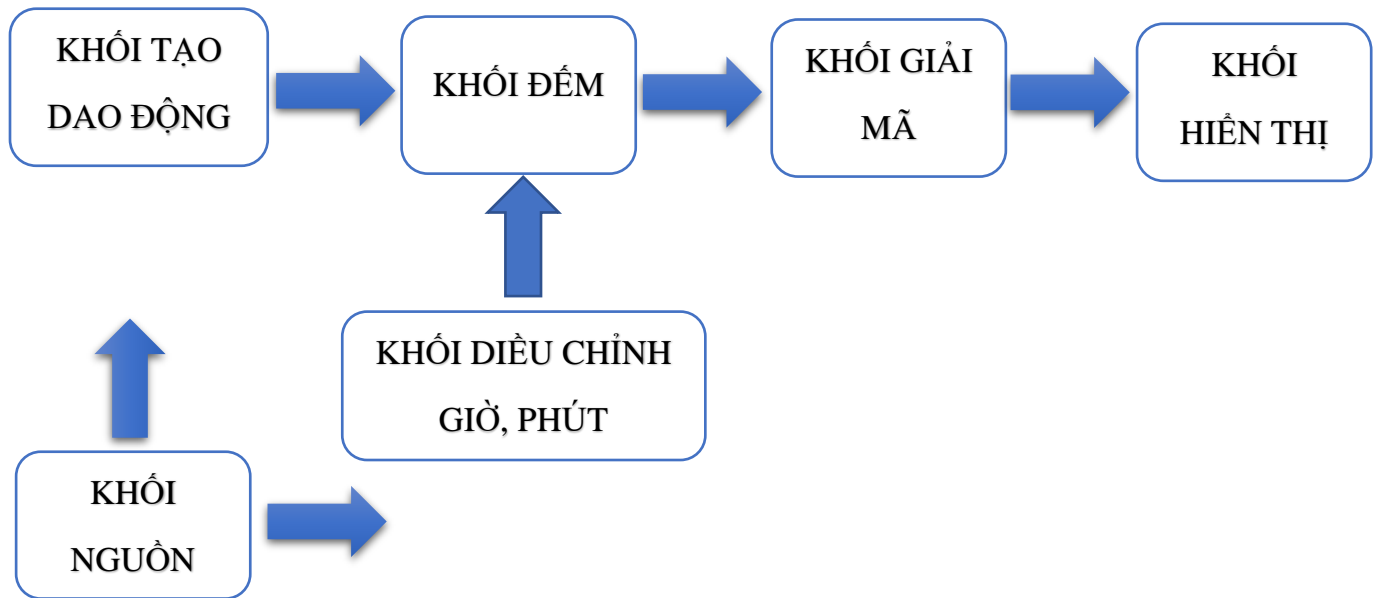 KHỐI TẠO
DAO ĐỘNG
KHỐI ĐẾM
KHỐI GIẢI
MÃ
KHỐI
HIỂN THỊ
KHỐI DIỀU CHỈNH
GIỜ, PHÚT
KHỐI
NGUỒN